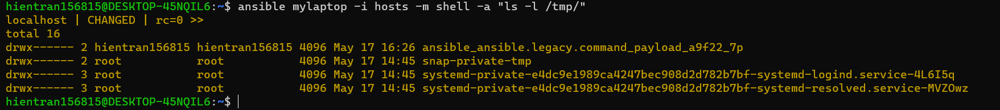 hientran156815@DESKTOP-45NQIL6:~$ ansible mylaptop -i hosts -m shell -a "ls -l /tmp/"
localhost | CHANGED | rc=0 >>
total 16
drwx------ 2 hientran156815 hientran156815 4096 May 17 16:26 ansible_ansible.legacy.command_payload_a9f22_7p
drwx------ 2 root           root           4096 May 17 14:45 snap-private-tmp
drwx------ 3 root           root           4096 May 17 14:45 systemd-private-e4dc9e1989ca4247bec908d2d782b7bf-systemd-logind.service-4L6I5q
drwx------ 3 root           root           4096 May 17 14:45 systemd-private-e4dc9e1989ca4247bec908d2d782b7bf-systemd-resolved.service-MVZOwz
hientran156815@DESKTOP-45NQIL6:~$